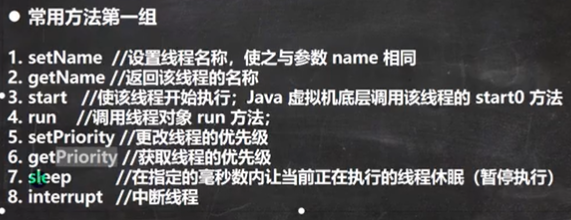 ● 常用方法第一组
1. setName //设置线程名称，使之与参数 name 相同
2. getName //返回该线程的名称
3. start //使该线程开始执行；Java 虚拟机底层调用该线程的 start0 方法
4. run //调用线程对象 run 方法；
5. setPriority //更改线程的优先级
6. getPriority //获取线程的优先级
7. sleep //在指定的毫秒数内让当前正在执行的线程休眠（暂停执行）
8. interrupt //中断线程